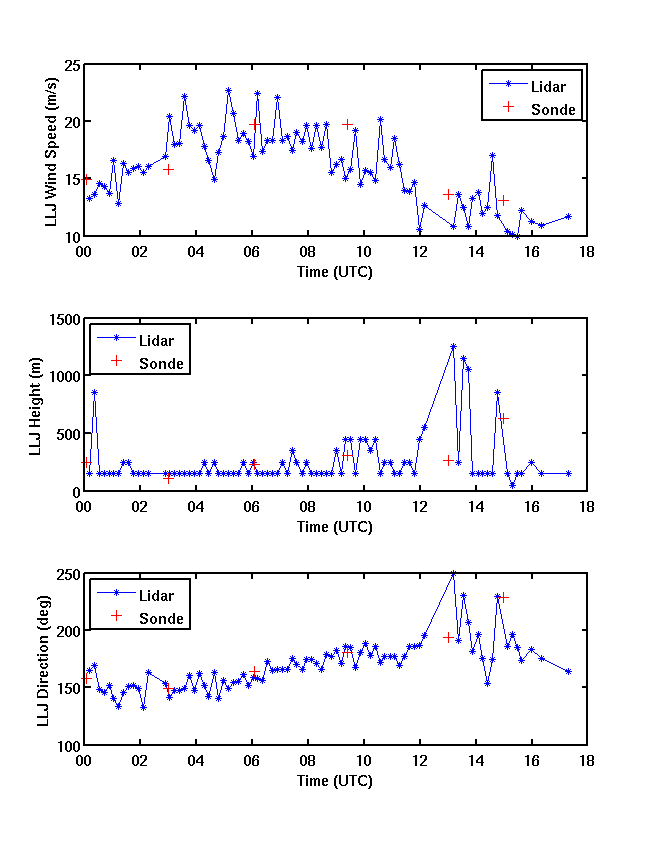 25
20
15
10
LLJ Wind Speed (m/s)
Lidar
Sonde
00 02 04 06 08 10 12 14 16 18
Time (UTC)
1500
1000
500
0
LLJ Height (m)
Lidar
Sonde
00 02 04 06 08 10 12 14 16 18
Time (UTC)
250
200
150
100
LLJ Direction (deg)
Lidar
Sonde
00 02 04 06 08 10 12 14 16 18
Time (UTC)